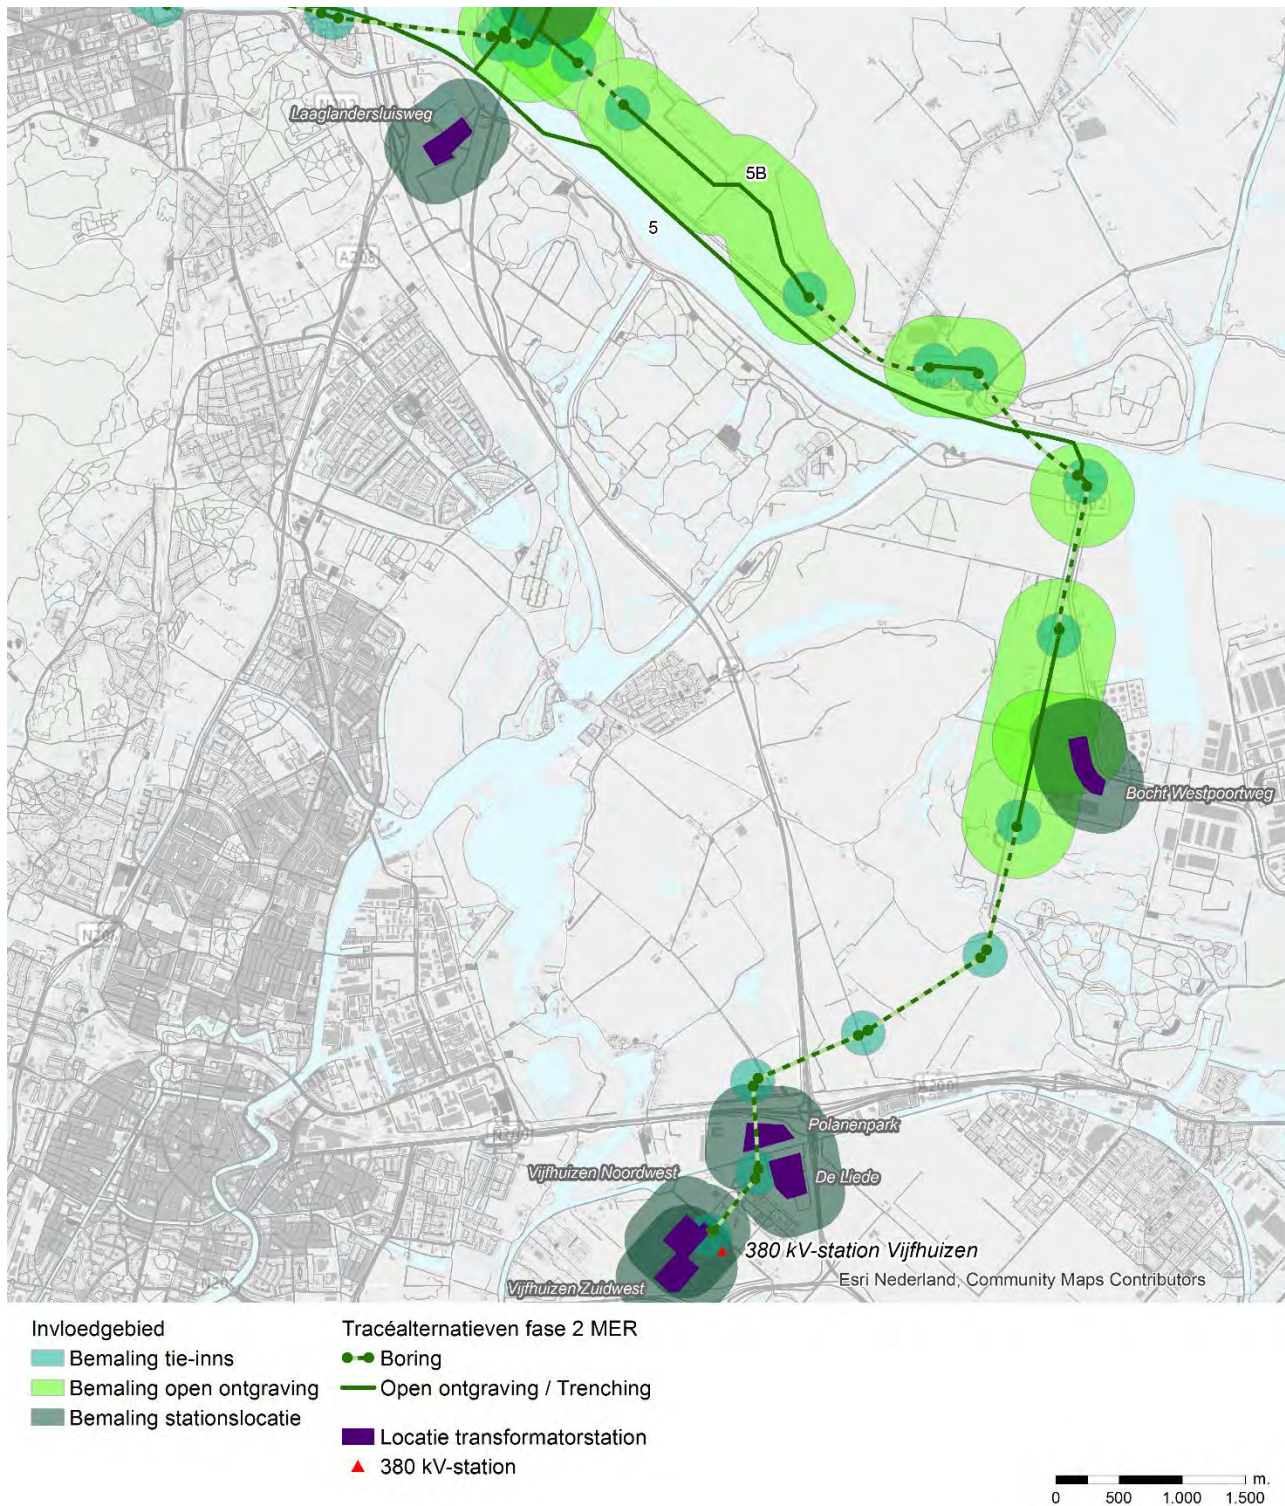 Laaglandersluisweg
5B
5
A208
N202
Bocht Westpoortweg
A200
Polanenpark
Vijfhuizen Noordwest
De Liede
380 kV-station Vijfhuizen
Vijfhuizen Zuidwest
Esri Nederland, Community Maps Contributors
Invloedgebied
Bemaling tie-inns
Bemaling open ontgraving
Bemaling stationslocatie
Tracéalternatieven fase 2 MER
Boring
Open ontgraving / Trenching
Locatie transformatorstation
380 kV-station
m.
0 500 1.000 1.500